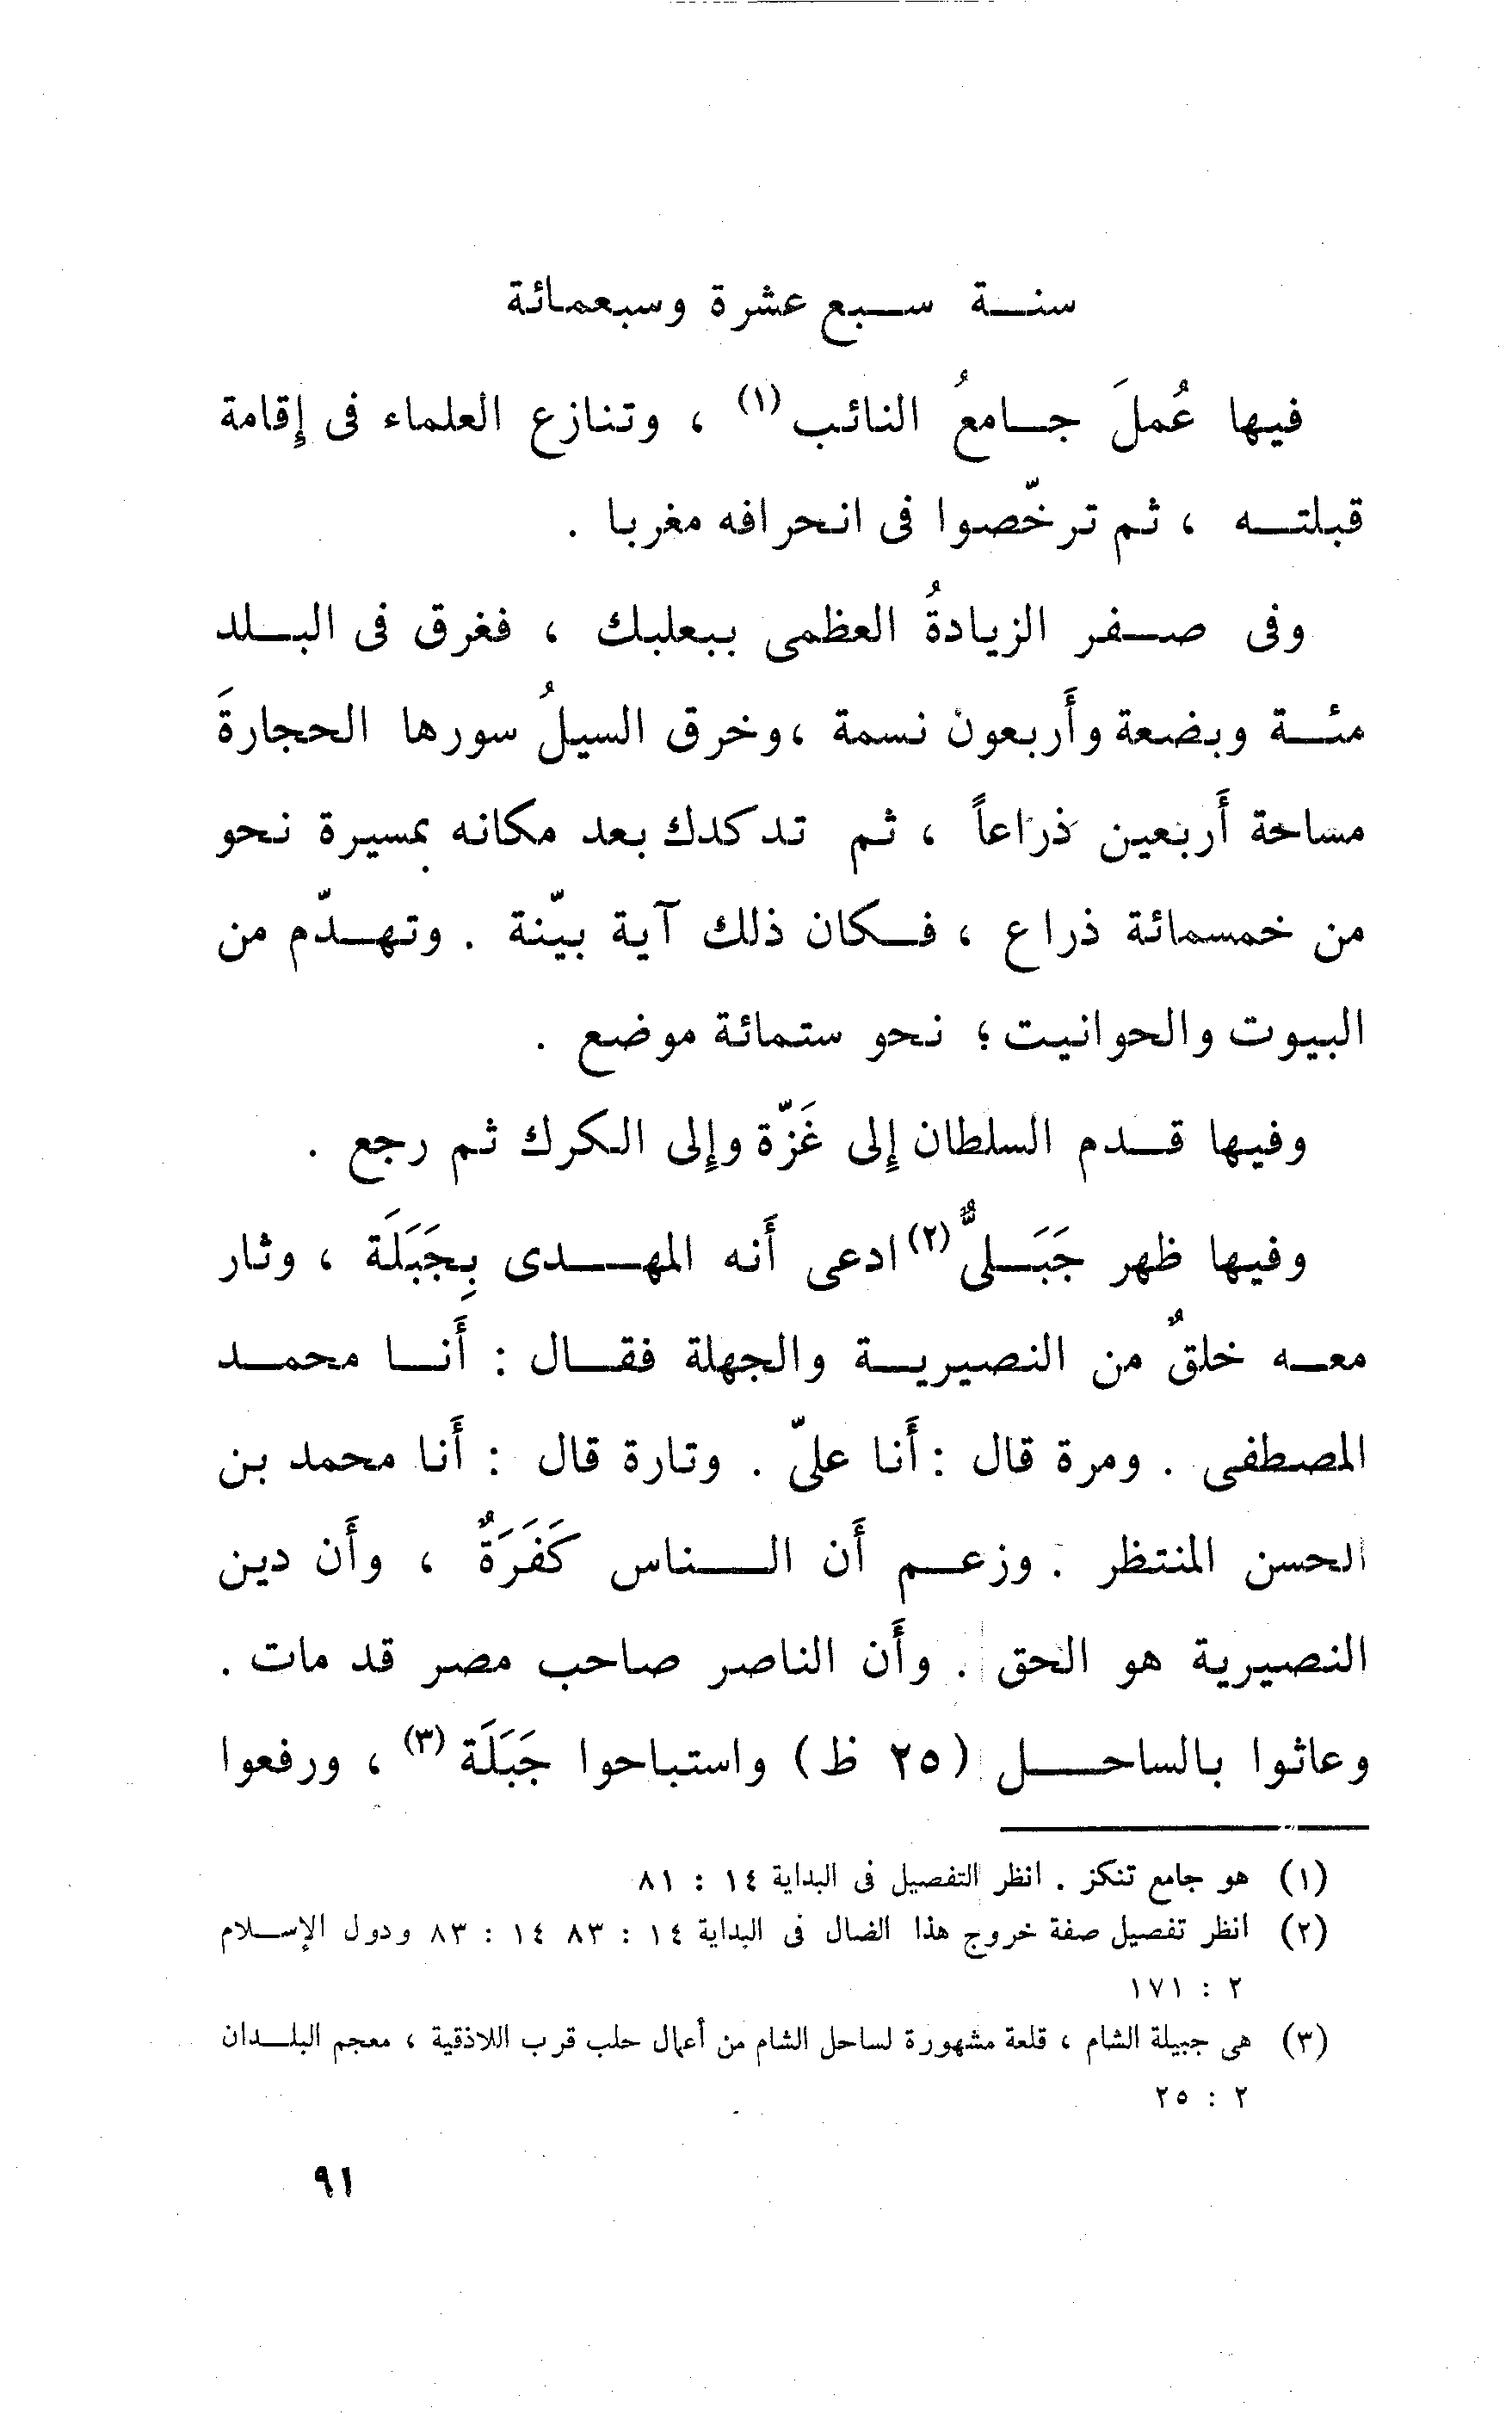 سنة سبع عشرة وسبعمائة
فيها عُملَ جامعُ النائب (١) ، وتنازع العلماء فى إقامة
قبلته ، ثم ترخّصوا فى انحرافه مغربا .
وفى صفر الزيادةُ العظمى ببعلبك ، فغرق فى البلد
مئة وبضعة وأربعون نسمة ، وخرق السيلُ سورها الحجارةَ
مساحة أربعين ذراعاً ، ثم تدكدك بعد مكانه بمسيرة نحو
من خمسمائة ذراع ، فكان ذلك آية بيّنة . وتهدّم من
البيوت والحوانيت ؛ نحو ستمائة موضع .
وفيها قدم السلطان إلى غَزّة وإلى الكرك ثم رجع .
وفيها ظهر جَبَلىٌّ (٢) ادعى أنه المهدى بِجَبَلَة ، وثار
معه خلقٌ من النصيرية والجهلة فقال : أنا محمد
المصطفى . ومرة قال : أنا علىّ . وتارة قال : أنا محمد بن
الحسن المنتظر . وزعم أن الناس كَفَرَةٌ ، وأن دين
النصيرية هو الحق . وأن الناصر صاحب مصر قد مات .
وعاثوا بالساحل (٢٥ ظ) واستباحوا جَبَلَة (٣) ، ورفعوا
(١) هو جامع تنكز . انظر التفصيل فى البداية ١٤ : ٨١
(٢) انظر تفصيل صفة خروج هذا الضال فى البداية ١٤ : ٨٣ ١٤ : ٨٣ ودول الإسلام
٢ : ١٧١
(٣) هى جبيلة الشام ، قلعة مشهورة لساحل الشام من أعمال حلب قرب اللاذقية ، معجم البلدان
٢ : ٢٥
٩١